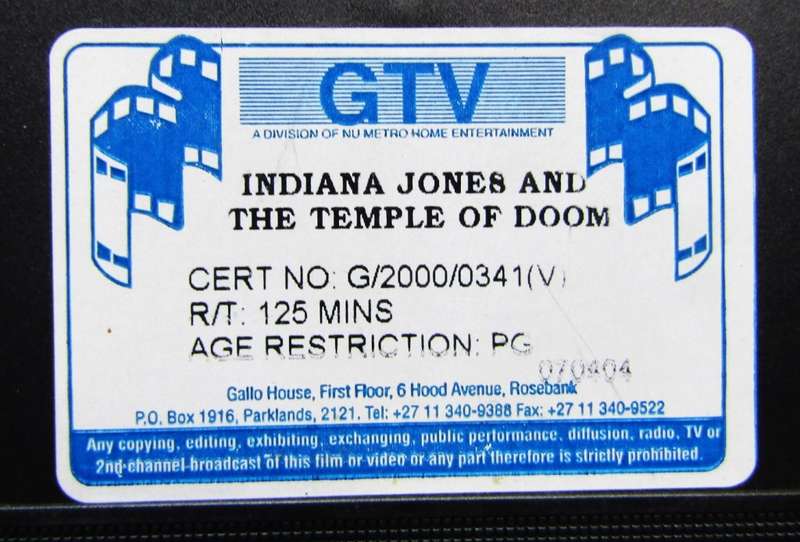 GTV
A DIVISION OF NU METRO HOME ENTERTAINMENT
INDIANA JONES AND
THE TEMPLE OF DOOM
CERT NO: G/2000/0341(V)
R/T: 125 MINS
AGE RESTRICTION: PG
070404
Gallo House, First Floor, 6 Hood Avenue, Rosebank
P.O. Box 1916, Parklands, 2121. Tel: +27 11 340-9388 Fax: +27 11 340-9522
Any copying, editing, exhibiting, exchanging, public performance, diffusion, radio, TV or
2nd-channel-broadcast of this film or video or any part therefore is strictly prohibited.